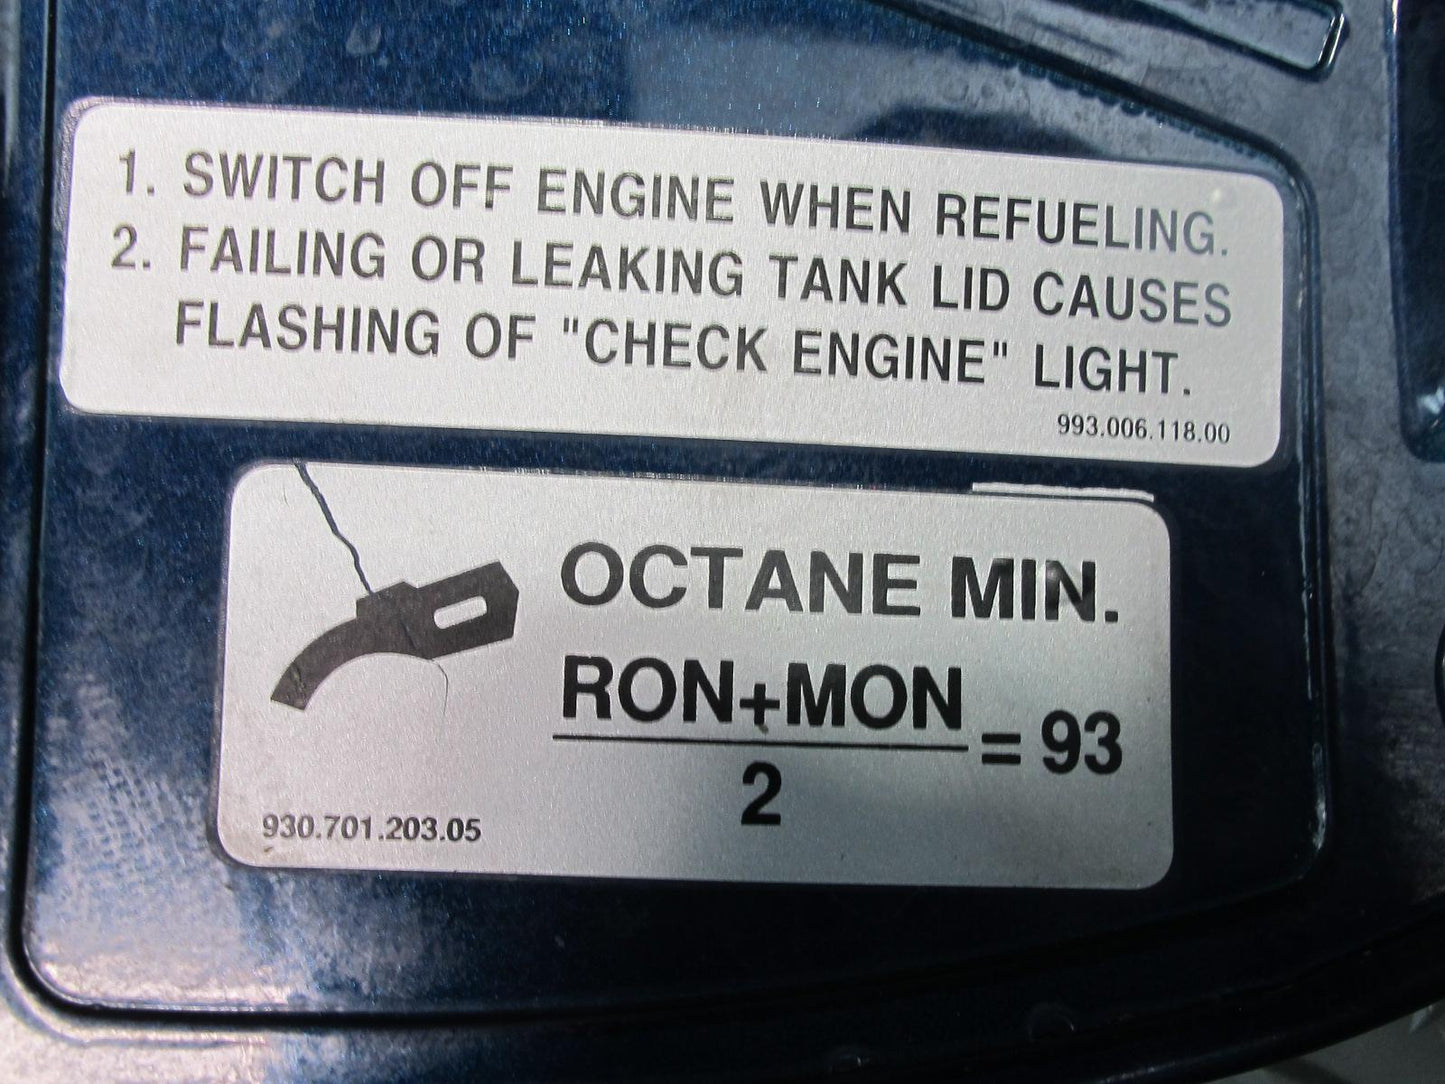 1. SWITCH OFF ENGINE WHEN REFUELING.
2. FAILING OR LEAKING TANK LID CAUSES
FLASHING OF "CHECK ENGINE" LIGHT.
993.006.118.00
OCTANE MIN.
RON+MON
2
= 93
930.701.203.05